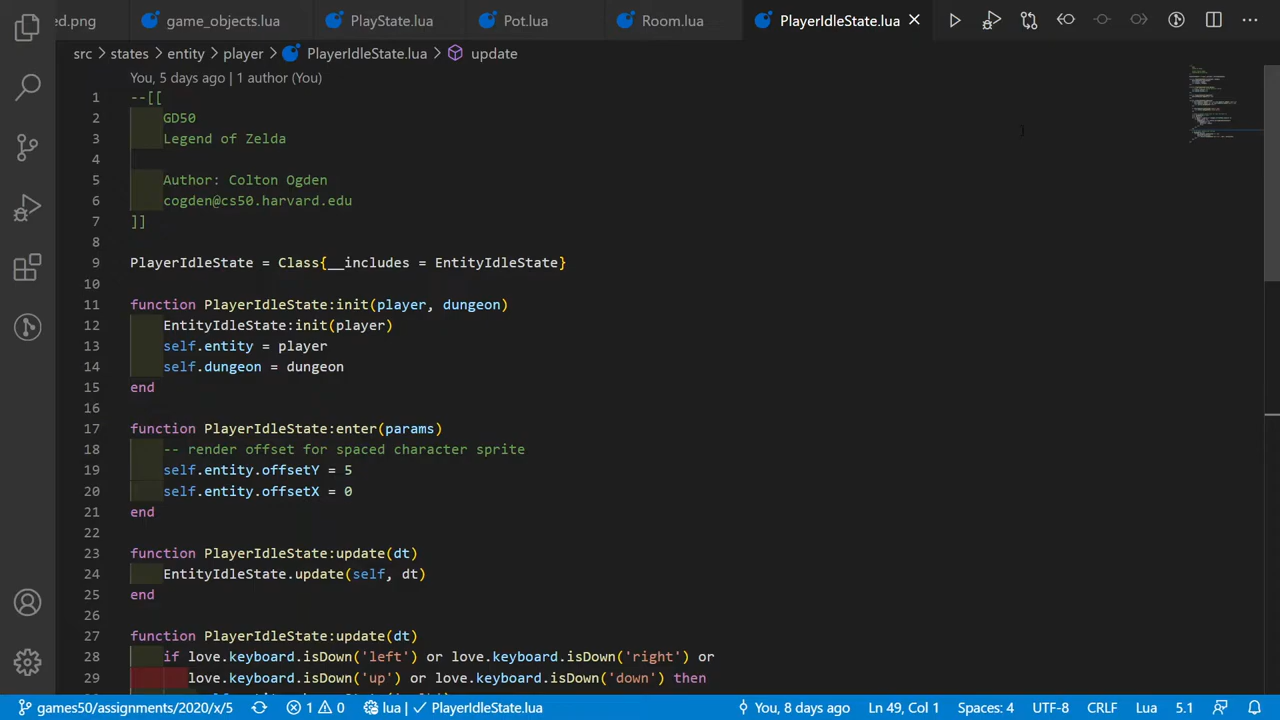 ed.png game_objects.lua PlayState.lua Pot.lua Room.lua PlayerIdleState.lua
src > states > entity > player > PlayerIdleState.lua > update
You, 5 days ago | 1 author (You)
1 --[[
2 GD50
3 Legend of Zelda
4
5 Author: Colton Ogden
6 cogden@cs50.harvard.edu
7 ]]
8
9 PlayerIdleState = Class{__includes = EntityIdleState}
10
11 function PlayerIdleState:init(player, dungeon)
12 EntityIdleState:init(player)
13 self.entity = player
14 self.dungeon = dungeon
15 end
16
17 function PlayerIdleState:enter(params)
18 -- render offset for spaced character sprite
19 self.entity.offsetY = 5
20 self.entity.offsetX = 0
21 end
22
23 function PlayerIdleState:update(dt)
24 EntityIdleState.update(self, dt)
25 end
26
27 function PlayerIdleState:update(dt)
28 if love.keyboard.isDown('left') or love.keyboard.isDown('right') or
29 love.keyboard.isDown('up') or love.keyboard.isDown('down') then
games50/assignments/2020/x/5 1 0 lua | PlayerIdleState.lua You, 8 days ago Ln 49, Col 1 Spaces: 4 UTF-8 CRLF Lua 5.1